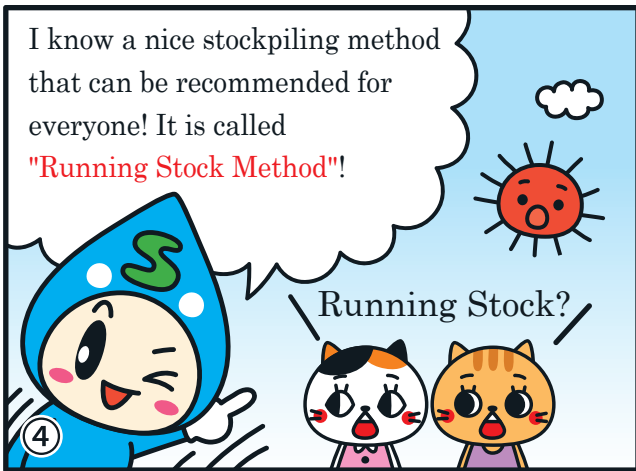 I know a nice stockpiling method
that can be recommended for
everyone! It is called
"Running Stock Method"!
S
Running Stock?
④